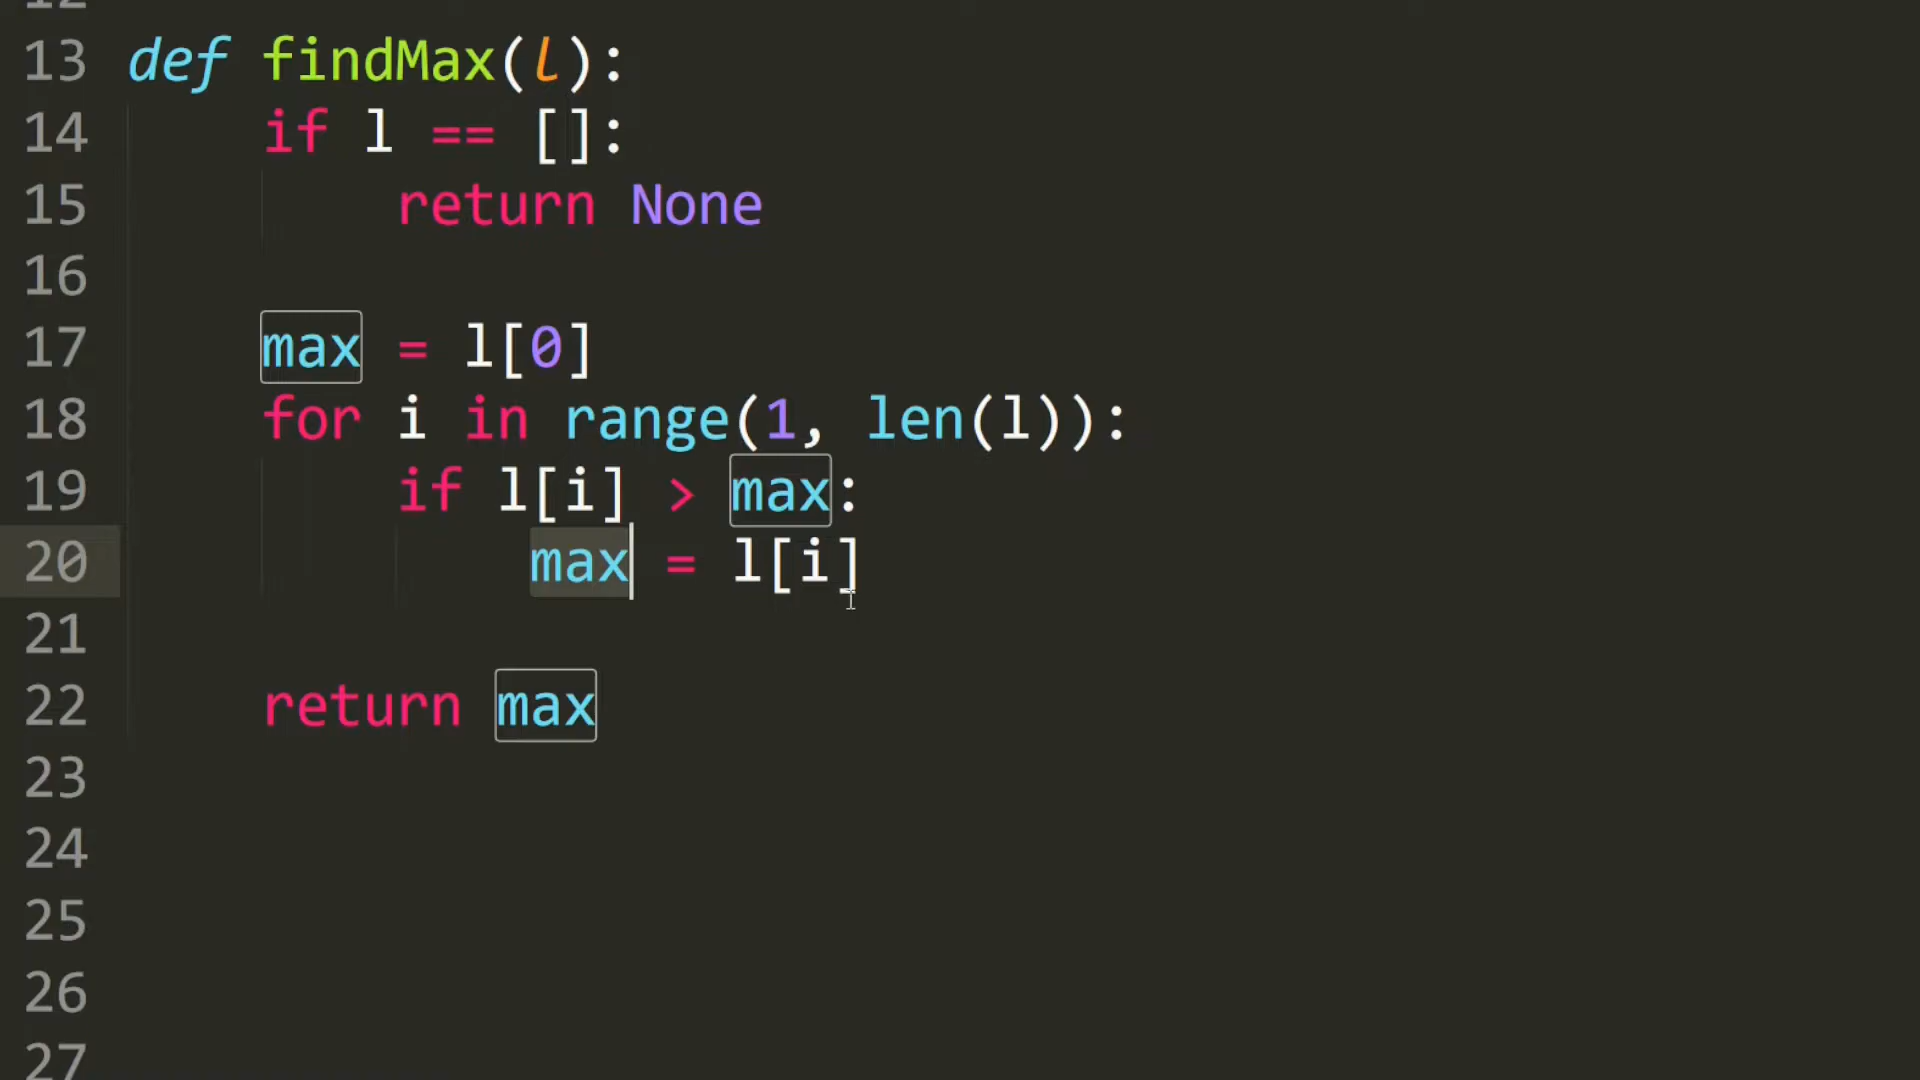 13 def findMax(l):
14     if l == []:
15         return None
16
17     max = l[0]
18     for i in range(1, len(l)):
19         if l[i] > max:
20             max = l[i]
21
22     return max
23
24
25
26
27